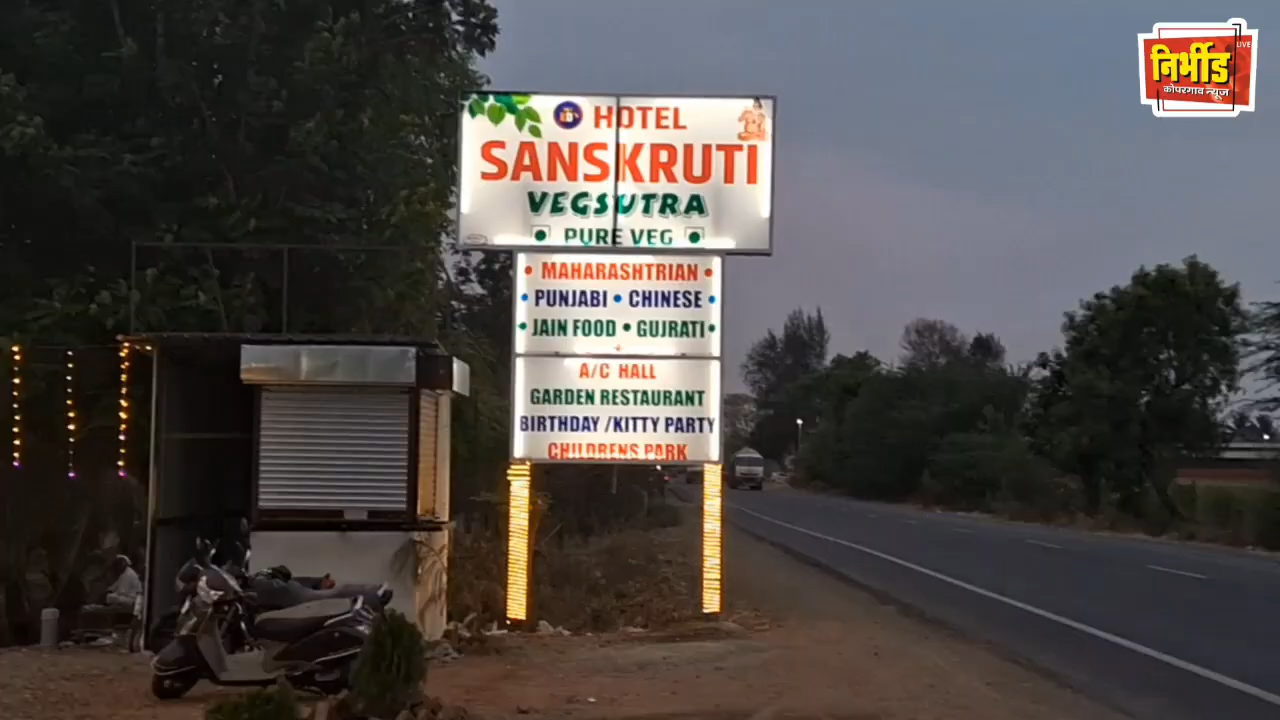 HOTEL
SANSKRUTI
VEGSUTRA
PURE VEG
• MAHARASHTRIAN •
• PUNJABI • CHINESE •
• JAIN FOOD • GUJRATI •
A/C HALL
GARDEN RESTAURANT
BIRTHDAY /KITTY PARTY
CHILDRENS PARK
LIVE
निर्भीड
कोपरगाव न्यूज